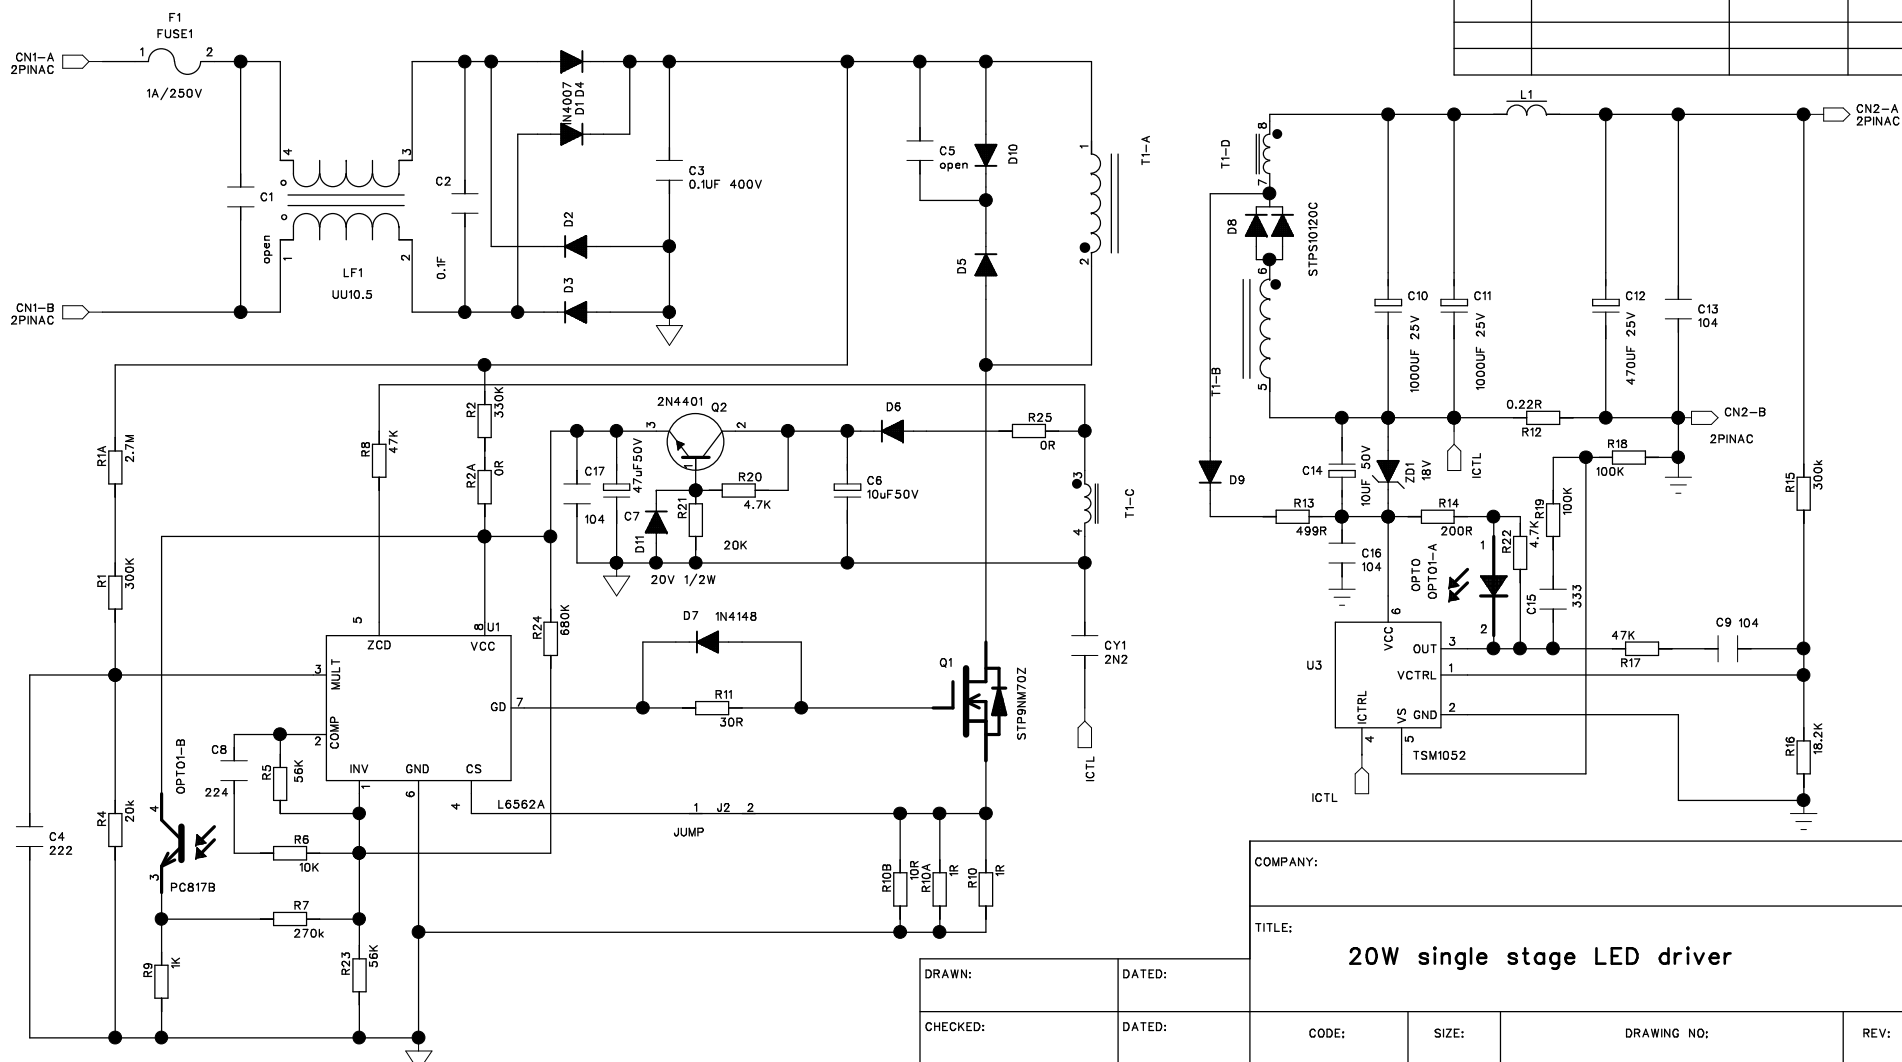 F1
FUSE1
CN1-A
2PINAC
1
2
1A/250V
4
3
C1
open
1
2
LF1
UU10.5
CN1-B
2PINAC
C2
0.1F
1N4007
D1 D4
D2
D3
C3
0.1UF 400V
C5
open
D10
D5
1
2
T1-A
L1
CN2-A
2PINAC
8
T1-D
7
D8
STPS10120C
6
5
T1-B
C10
1000UF 25V
C11
1000UF 25V
C12
470UF 25V
C13
104
0.22R
R12
CN2-B
2PINAC
R1A
2.7M
R8
47K
R2
330K
R2A
0R
2N4401
Q2
3
2
1
C17
104
47uF50V
C7
D11
R21
20K
R20
4.7K
20V 1/2W
D6
C6
10uF50V
R25
0R
3
4
T1-C
D9
R13
499R
C14
10UF 50V
ZD1
18V
ICTL
R14
200R
C16
104
OPTO
OPTO1-A
1
2
R22
4.7K
R19
100K
R18
100K
C15
333
R15
300k
R1
300K
R24
680K
D7 1N4148
R11
30R
Q1
STP9NM70Z
CY1
2N2
ICTL
5
ZCD
8
U1
VCC
3
MULT
GD
7
2
COMP
INV
GND
CS
1
6
4
L6562A
U3
6
VCC
OUT
3
VCTRL
1
GND
2
ICTRL
VS
4
5
TSM1052
ICTL
47K
R17
C9 104
R16
18.2K
C8
224
R5
56K
OPTO1-B
4
3
PC817B
R4
20k
C4
222
R6
10K
R7
270k
R9
1K
R23
56K
1 J2 2
JUMP
R10B
10R
R10A
1R
R10
1R
COMPANY:
TITLE:
20W single stage LED driver
DRAWN:
DATED:
CHECKED:
DATED:
CODE:
SIZE:
DRAWING NO:
REV: